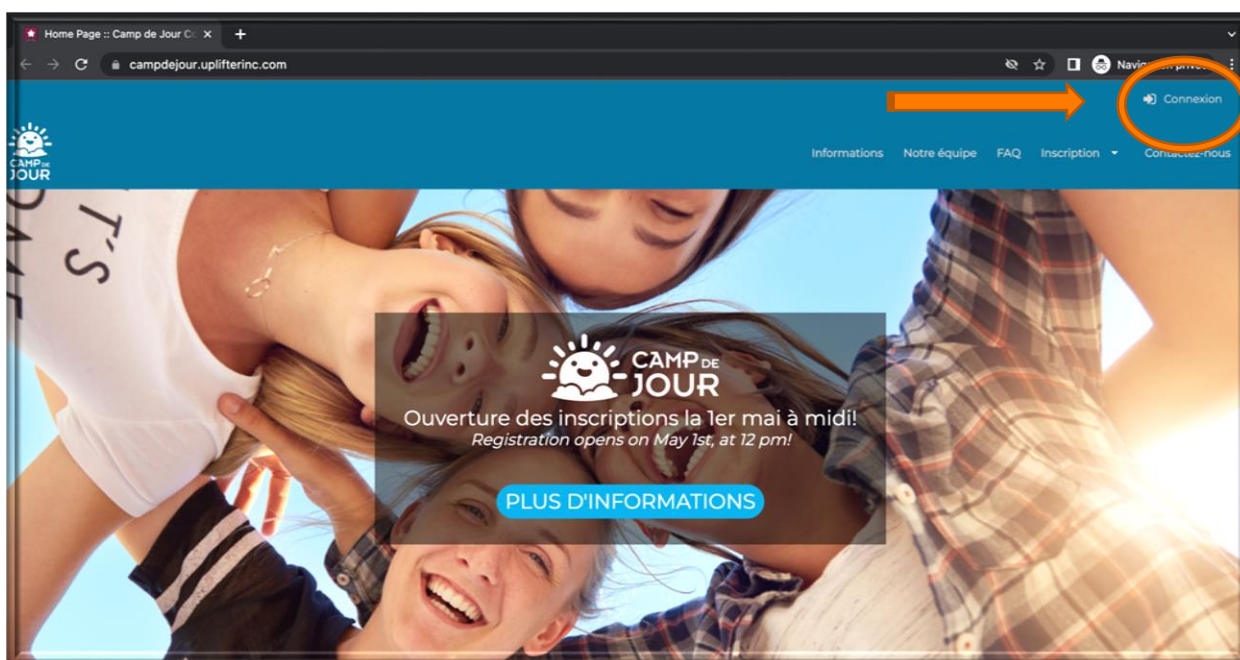 Home Page :: Camp de Jour Co
campdejour.uplifterinc.com
Connexion
CAMP DE
JOUR
Informations Notre équipe FAQ Inscription Contactez-nous
CAMP DE
JOUR
Ouverture des inscriptions la 1er mai à midi!
Registration opens on May 1st, at 12 pm!
PLUS D'INFORMATIONS